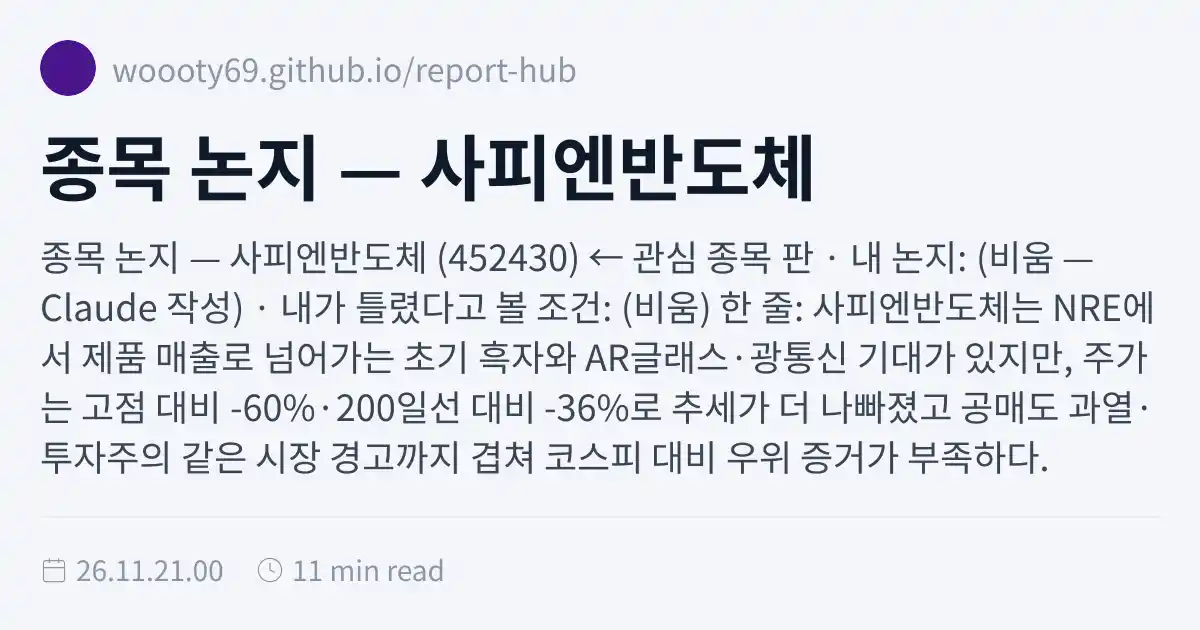 woooty69.github.io/report-hub
종목 논지 — 사피엔반도체
종목 논지 — 사피엔반도체 (452430) ← 관심 종목 판 · 내 논지: (비움 —
Claude 작성) · 내가 틀렸다고 볼 조건: (비움) 한 줄: 사피엔반도체는 NRE에
서 제품 매출로 넘어가는 초기 흑자와 AR글래스·광통신 기대가 있지만, 주가
는 고점 대비 -60%·200일선 대비 -36%로 추세가 더 나빠졌고 공매도 과열·
투자주의 같은 시장 경고까지 겹쳐 코스피 대비 우위 증거가 부족하다.
26.11.21.00
11 min read